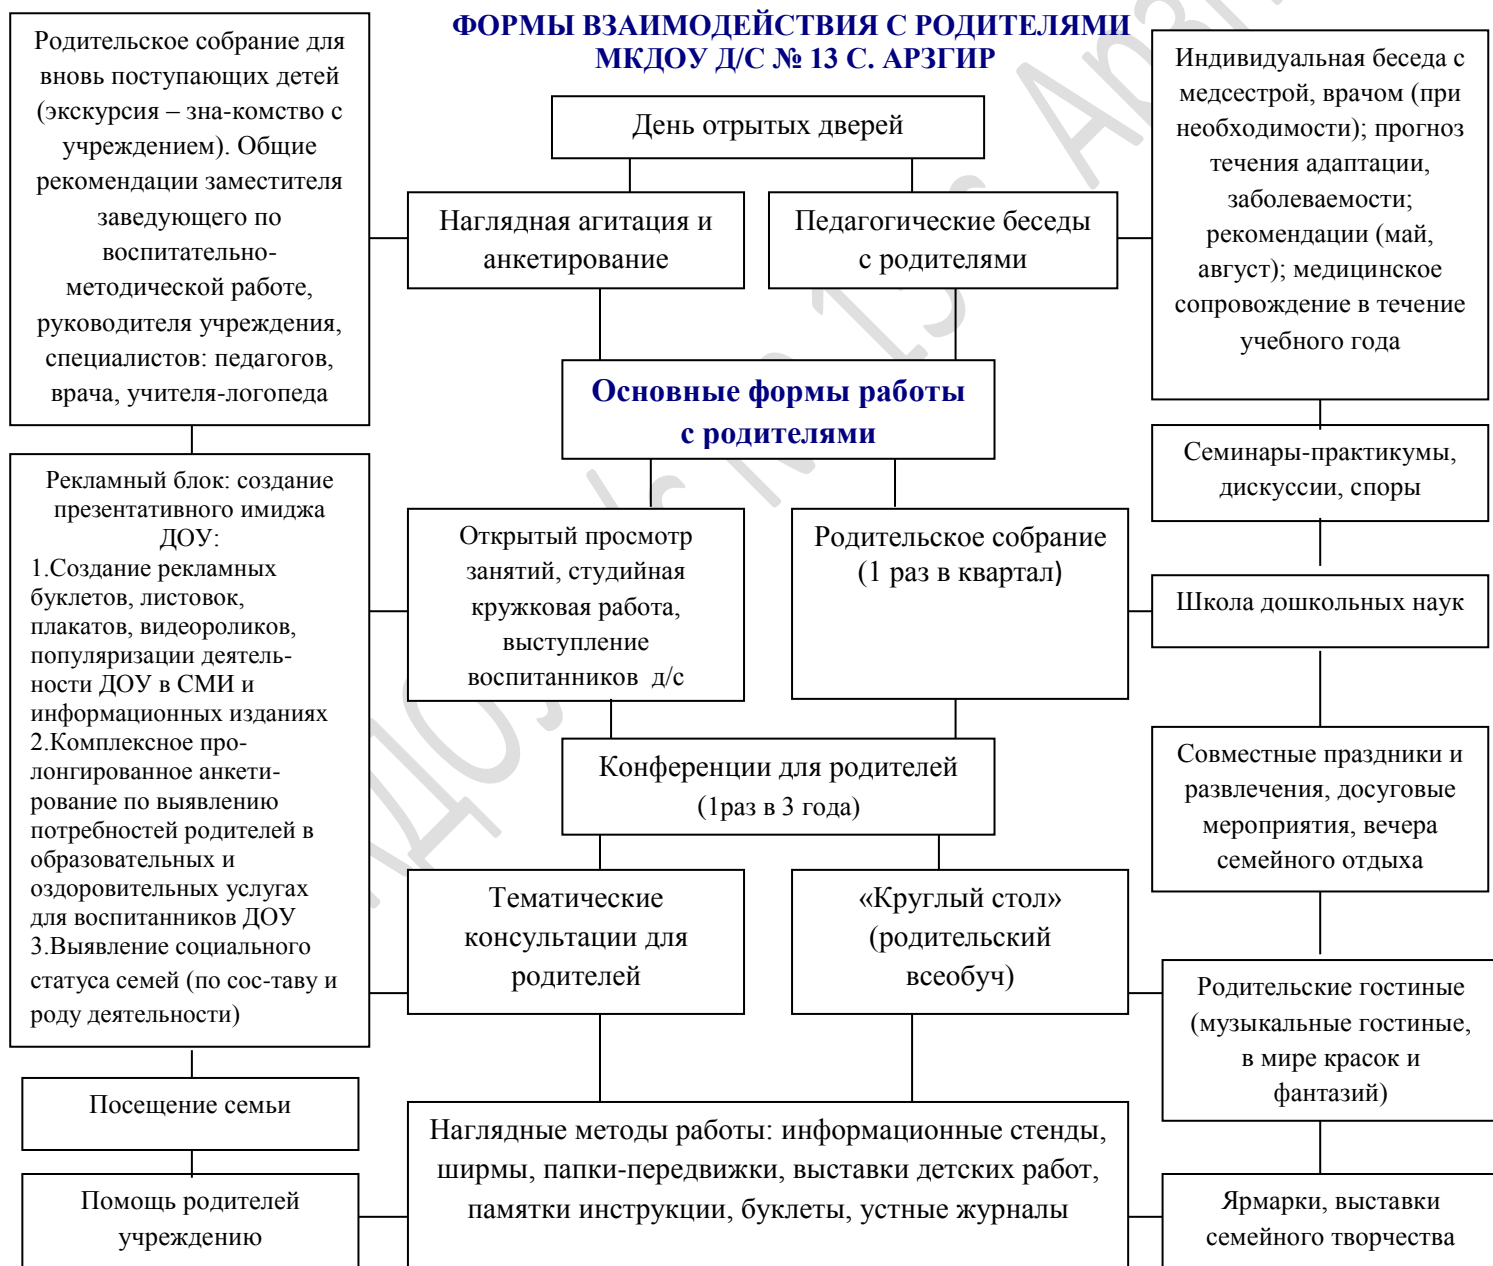 ФОРМЫ ВЗАИМОДЕЙСТВИЯ С РОДИТЕЛЯМИ
МКДОУ Д/С № 13 С. АРЗГИР
Родительское собрание для
вновь поступающих детей
(экскурсия – зна-комство с
учреждением). Общие
рекомендации заместителя
заведующего по
воспитательно-
методической работе,
руководителя учреждения,
специалистов: педагогов,
врача, учителя-логопеда
День отрытых дверей
Наглядная агитация и
анкетирование
Педагогические беседы
с родителями
Индивидуальная беседа с
медсестрой, врачом (при
необходимости); прогноз
течения адаптации,
заболеваемости;
рекомендации (май,
август); медицинское
сопровождение в течение
учебного года
Основные формы работы
с родителями
Семинары-практикумы,
дискуссии, споры
Рекламный блок: создание
презентативного имиджа
ДОУ:
1.Создание рекламных
буклетов, листовок,
плакатов, видеороликов,
популяризации деятель-
ности ДОУ в СМИ и
информационных изданиях
2.Комплексное про-
лонгированное анкети-
рование по выявлению
потребностей родителей в
образовательных и
оздоровительных услугах
для воспитанников ДОУ
3.Выявление социального
статуса семей (по сос-таву и
роду деятельности)
Открытый просмотр
занятий, студийная
кружковая работа,
выступление
воспитанников д/с
Родительское собрание
(1 раз в квартал)
Школа дошкольных наук
Конференции для родителей
(1раз в 3 года)
Совместные праздники и
развлечения, досуговые
мероприятия, вечера
семейного отдыха
Тематические
консультации для
родителей
«Круглый стол»
(родительский
всеобуч)
Родительские гостиные
(музыкальные гостиные,
в мире красок и
фантазий)
Посещение семьи
Наглядные методы работы: информационные стенды,
ширмы, папки-передвижки, выставки детских работ,
памятки инструкции, буклеты, устные журналы
Помощь родителей
учреждению
Ярмарки, выставки
семейного творчества